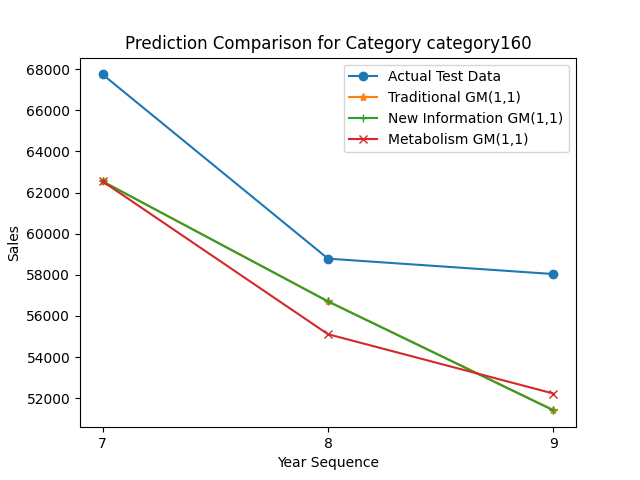 Prediction Comparison for Category category160
Actual Test Data
Traditional GM(1,1)
New Information GM(1,1)
Metabolism GM(1,1)
Sales
68000
66000
64000
62000
60000
58000
56000
54000
52000
7
8
9
Year Sequence